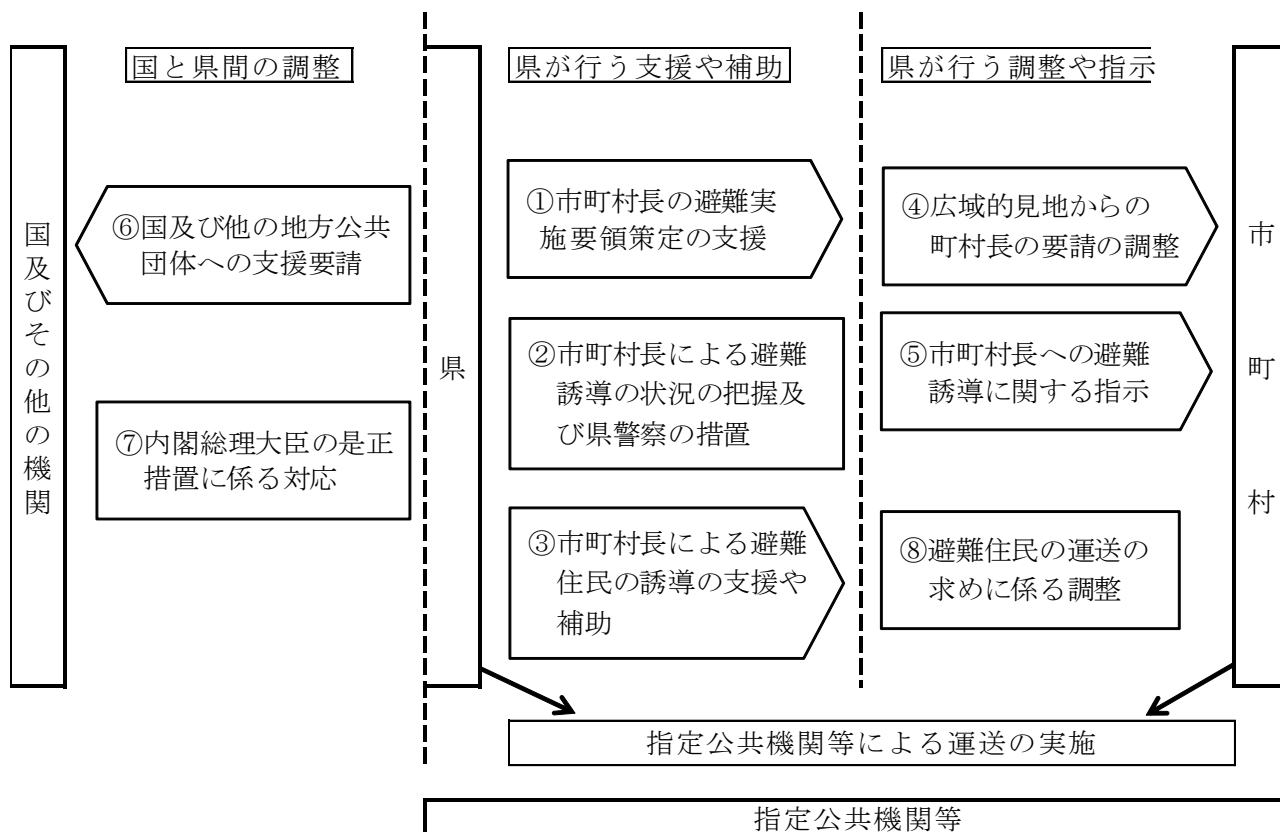 国と県間の調整
県が行う支援や補助
県が行う調整や指示
国及びその他の機関
⑥国及び他の地方公共
団体への支援要請
⑦内閣総理大臣の是正
措置に係る対応
県
①市町村長の避難実
施要領策定の支援
②市町村長による避難
誘導の状況の把握及
び県警察の措置
③市町村長による避難
住民の誘導の支援や
補助
④広域的見地からの
町村長の要請の調整
⑤市町村長への避難
誘導に関する指示
⑧避難住民の運送の
求めに係る調整
市町村
指定公共機関等による運送の実施
指定公共機関等